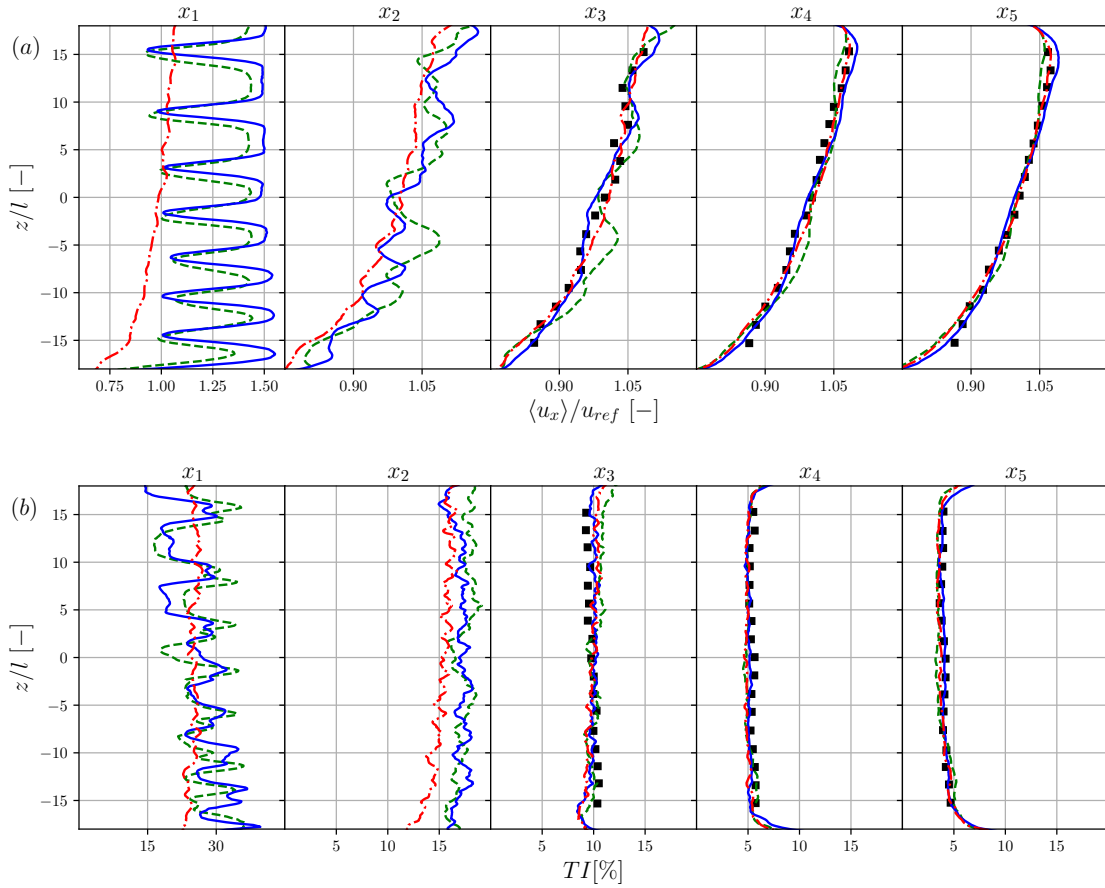 x₁ x₂ x₃ x₄ x₅
(a)
15
10
5
0
−5
−10
−15
z/l [−]
0.75 1.00 1.25 1.50 0.90 1.05 0.90 1.05 0.90 1.05 0.90 1.05
⟨uₓ⟩/u_ref [−]
x₁ x₂ x₃ x₄ x₅
(b)
15
10
5
0
−5
−10
−15
z/l [−]
15 30 5 10 15 5 10 15 5 10 15 5 10 15
TI[%]